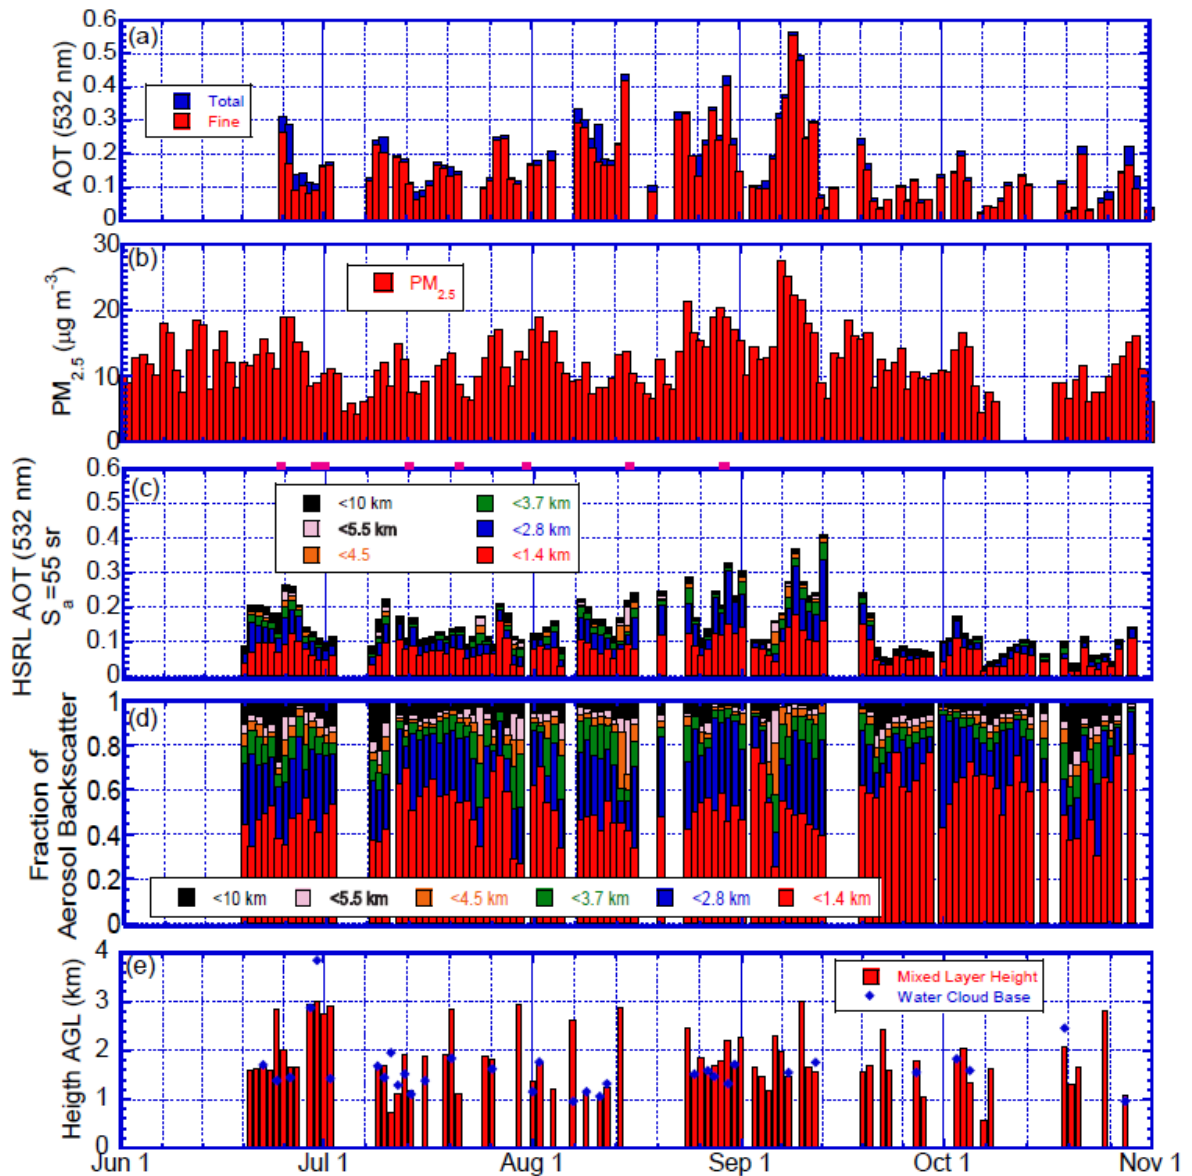 (a)
AOT (532 nm)
0.6
0.5
0.4
0.3
0.2
0.1
0
Total
Fine
(b)
PM2.5 (μg m-3)
30
20
10
0
PM2.5
(c)
HSRL AOT (532 nm)
Sa=55 sr
0.6
0.5
0.4
0.3
0.2
0.1
0
<10 km
<3.7 km
<5.5 km
<2.8 km
<4.5
<1.4 km
(d)
Fraction of
Aerosol Backscatter
1
0.8
0.6
0.4
0.2
0
<10 km <5.5 km <4.5 km <3.7 km <2.8 km <1.4 km
(e)
Heigth AGL (km)
4
3
2
1
0
Mixed Layer Height
Water Cloud Base
Jun 1 Jul 1 Aug 1 Sep 1 Oct 1 Nov 1